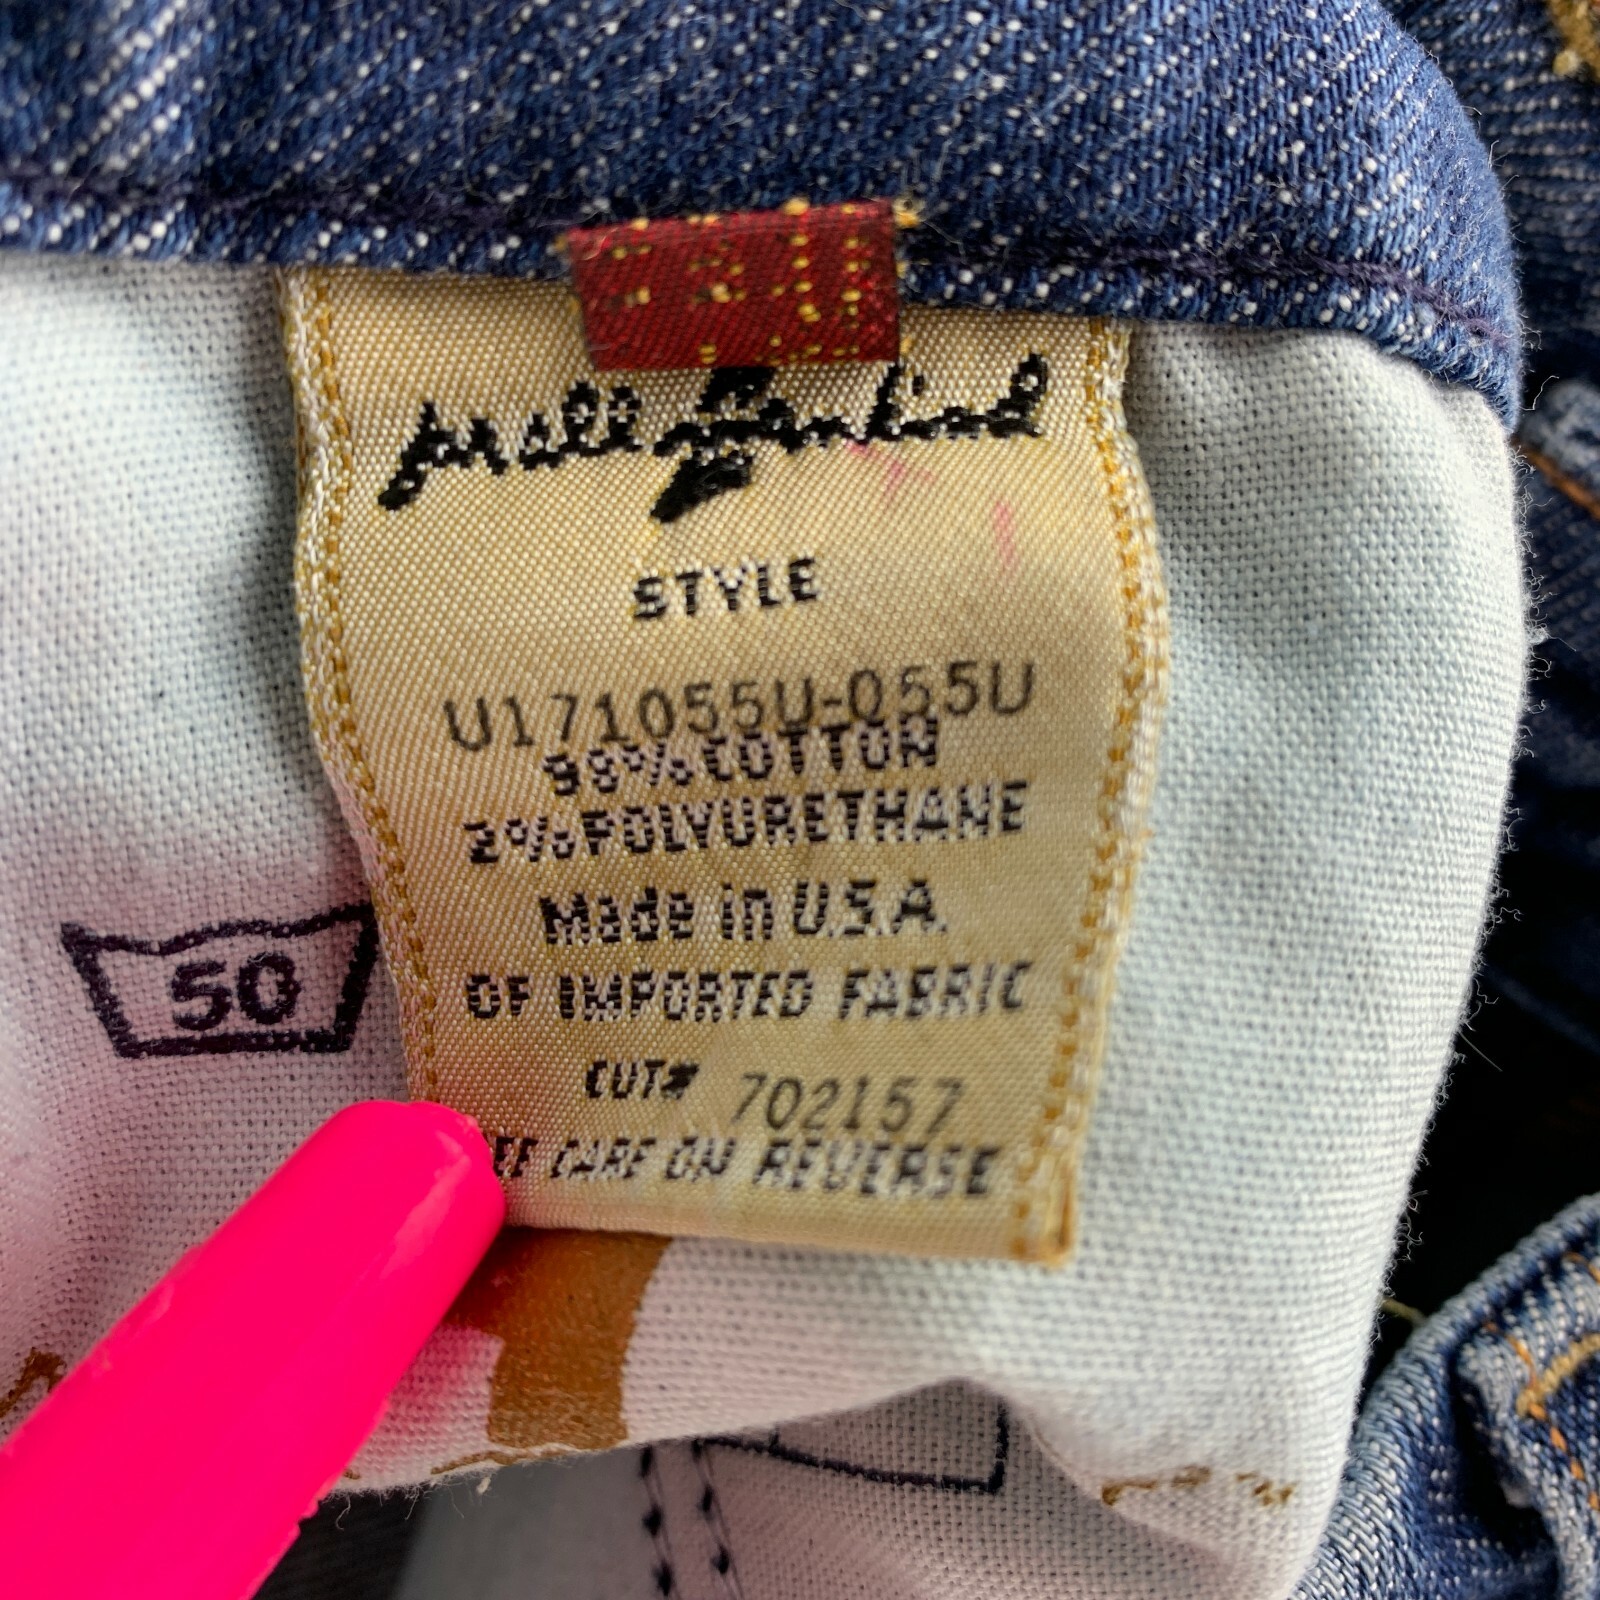 STYLE
U171055U-055U
98% COTTON
2% POLYURETHANE
Made in U.S.A.
OF IMPORTED FABRIC
CUT# 702157
CARE ON REVERSE
50